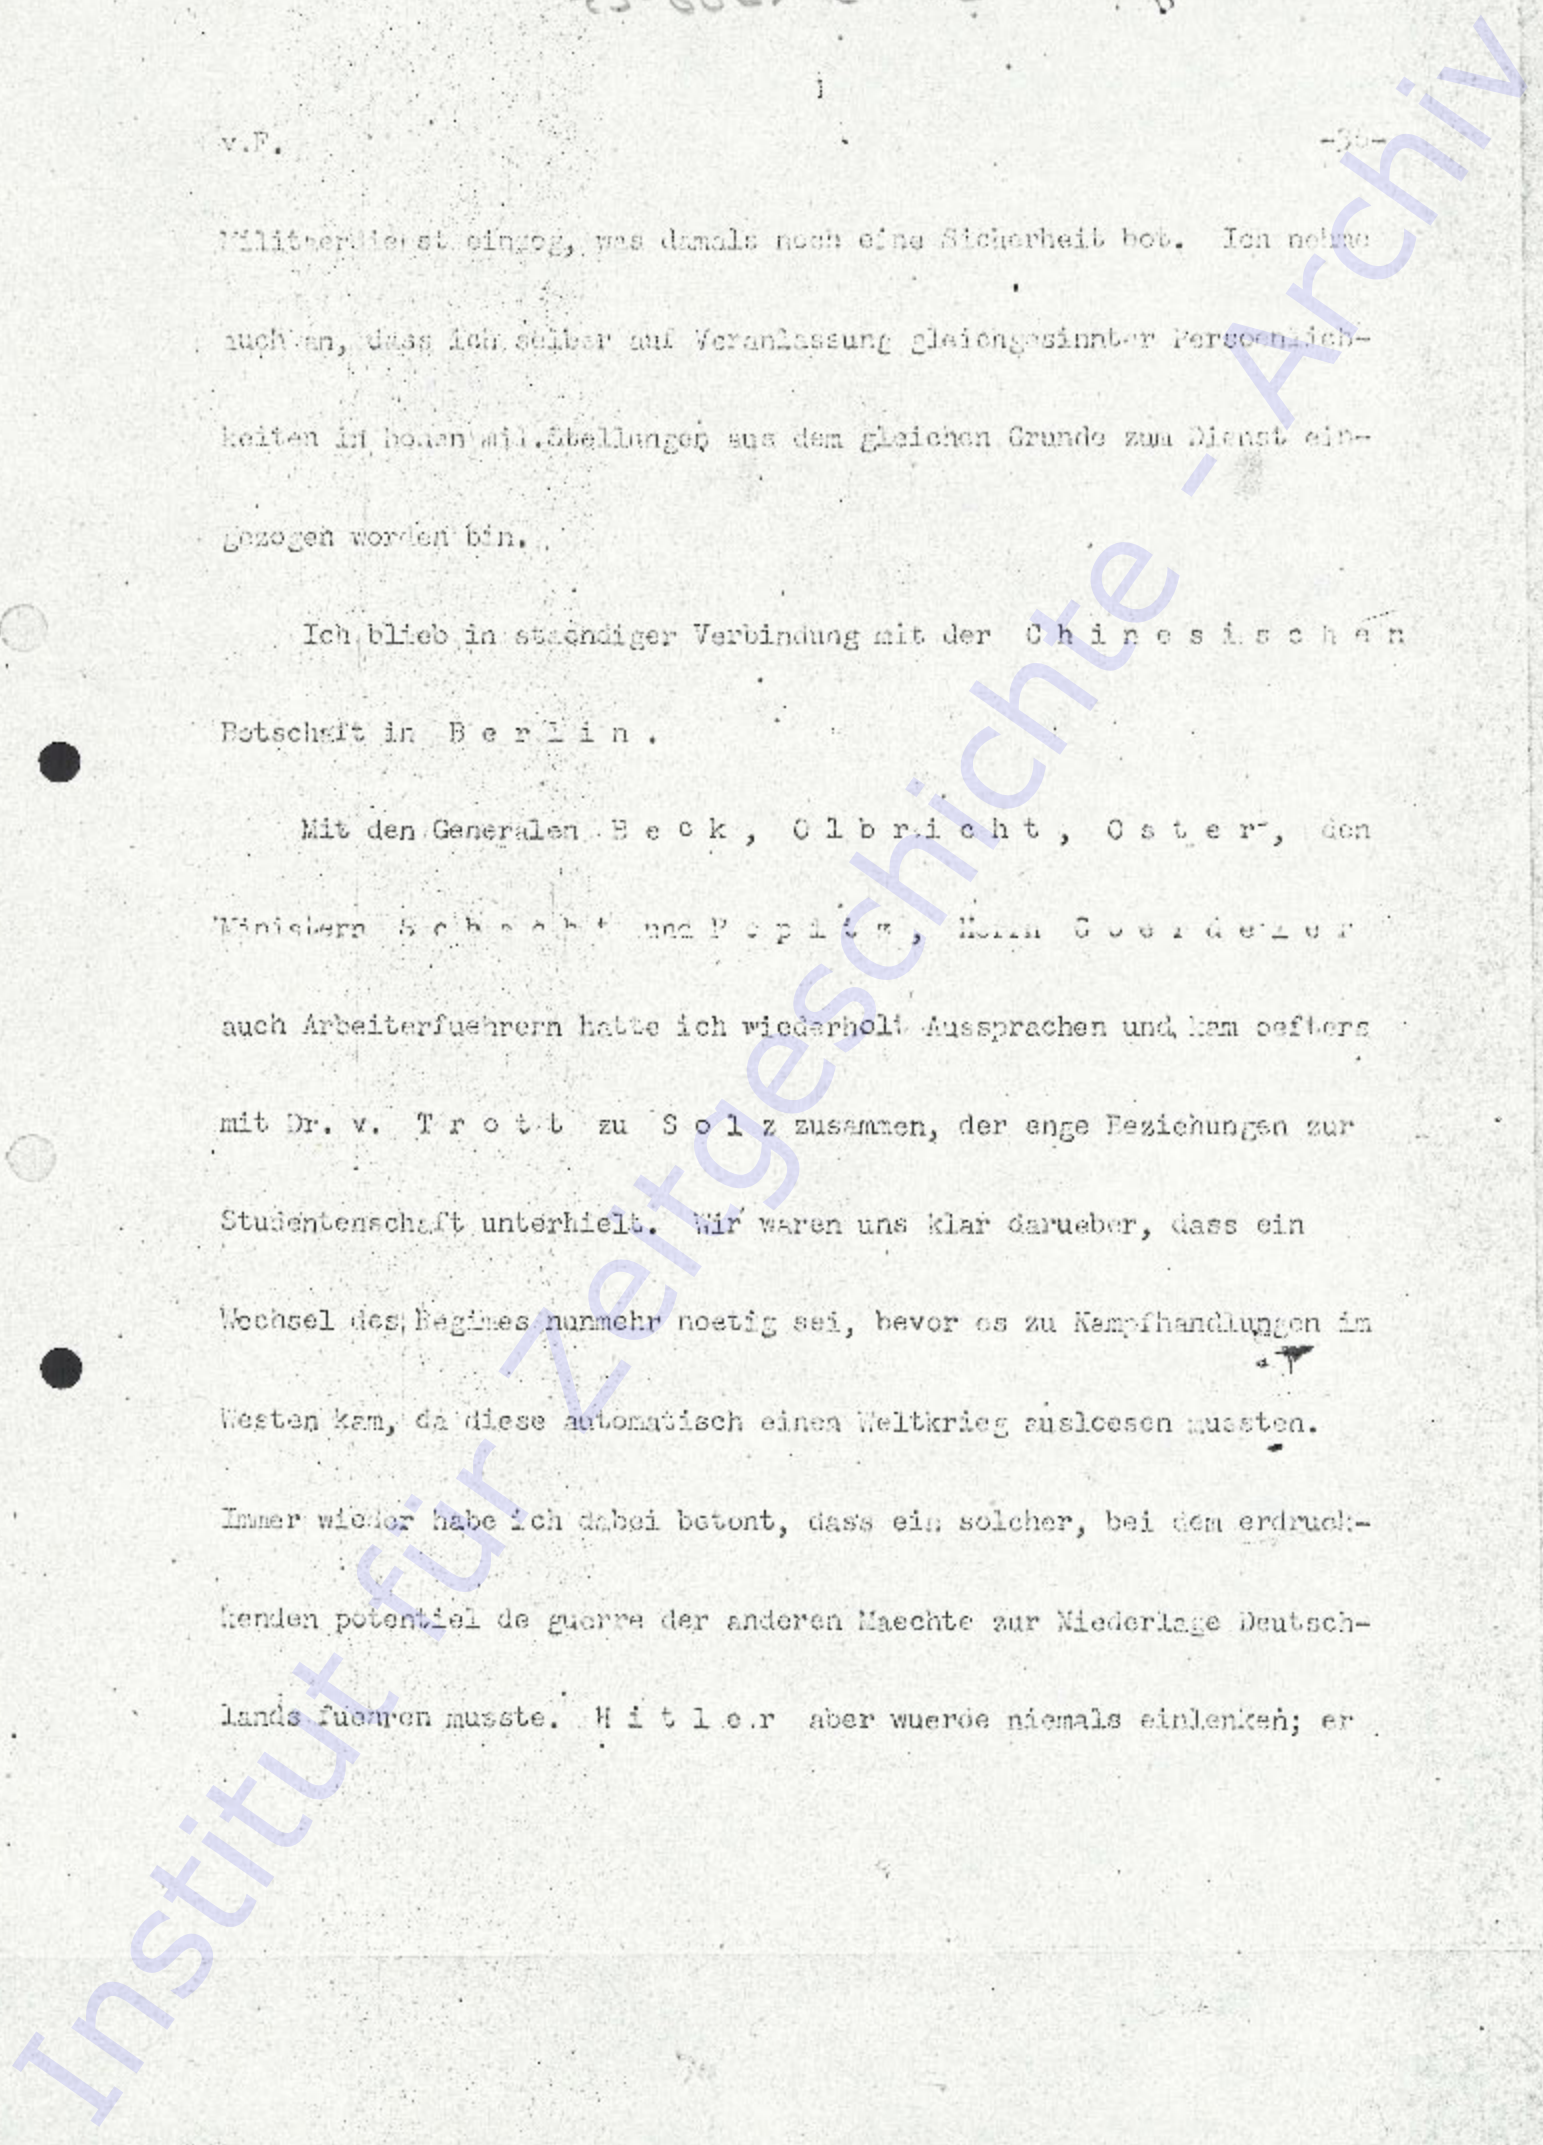 v.F.
-36-
Militaerdienst einzog, was damals noch eine Sicherheit bot. Ich nehme
auch an, dass ich selber auf Veranlassung gleichgesinnter Persoenlich-
keiten in hohen mil.Stellungen aus dem gleichen Grunde zum Dienst ein-
gezogen worden bin.
Ich blieb in staendiger Verbindung mit der C h i n e s i s c h e n
Botschaft in B e r l i n .
Mit den Generalen B e c k , O l b r i c h t , O s t e r , den
Ministern S c h a c h t und P o p i t z , Herrn G o e r d e l e r
auch Arbeiterfuehrern hatte ich wiederholt Aussprachen und kam oefters
mit Dr. v. T r o t t zu S o l z zusammen, der enge Beziehungen zur
Studentenschaft unterhielt. Wir waren uns klar darueber, dass ein
Wechsel des Regimes nunmehr noetig sei, bevor es zu Kampfhandlungen im
Westen kam, da diese automatisch einen Weltkrieg ausloesen mussten.
Immer wieder habe ich dabei betont, dass ein solcher, bei dem erdruck-
kenden potentiel de guerre der anderen Maechte zur Niederlage Deutsch-
lands fuehren musste. H i t l e r aber wuerde niemals einlenken; er
Institut für Zeitgeschichte - Archiv